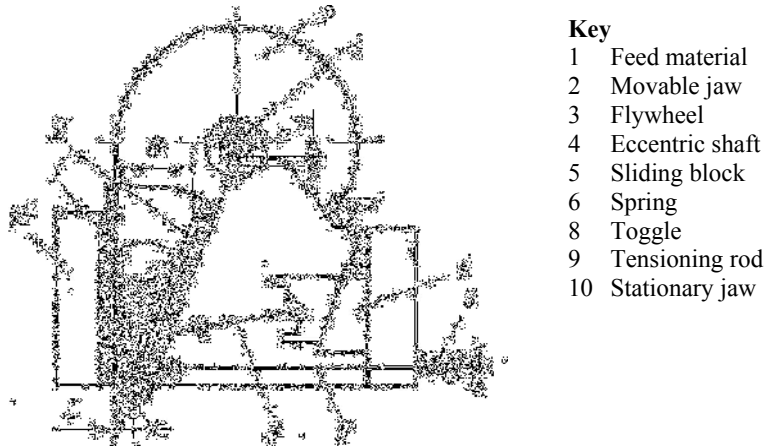 Key
1 Feed material
2 Movable jaw
3 Flywheel
4 Eccentric shaft
5 Sliding block
6 Spring
8 Toggle
9 Tensioning rod
10 Stationary jaw